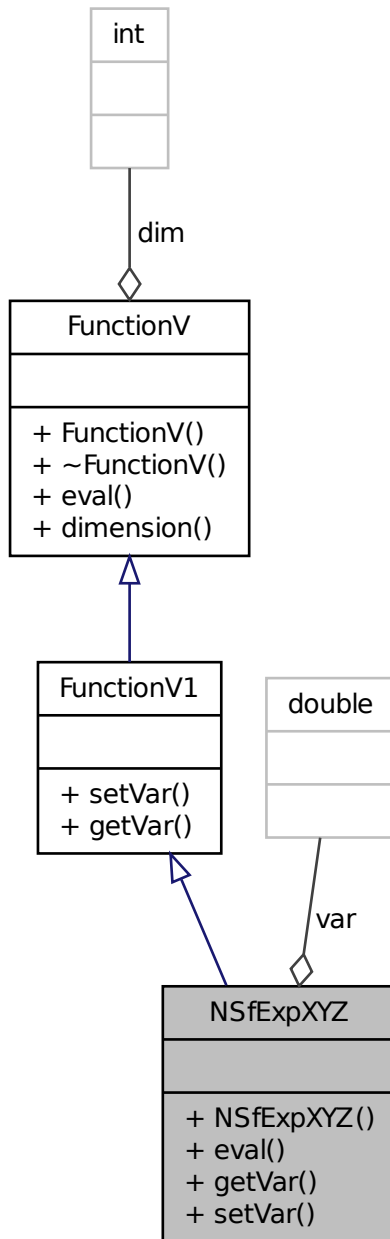 int
dim
FunctionV
+ FunctionV()
+ ~FunctionV()
+ eval()
+ dimension()
FunctionV1
+ setVar()
+ getVar()
double
var
NSfExpXYZ
+ NSfExpXYZ()
+ eval()
+ getVar()
+ setVar()